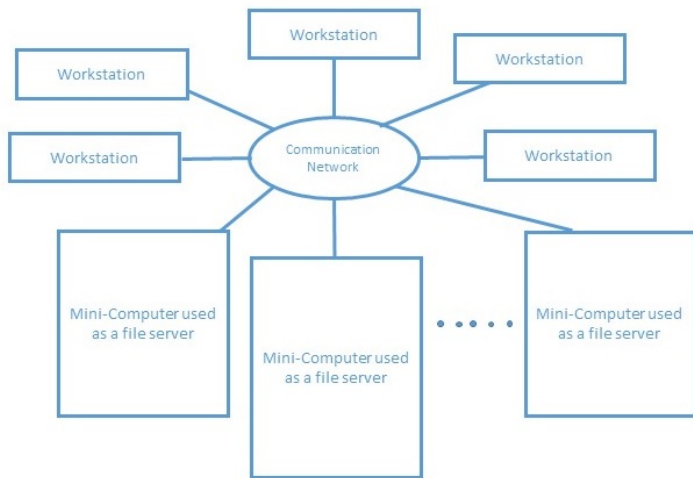 Workstation
Workstation
Workstation
Communication
Network
Workstation
Workstation
Mini-Computer used
as a file server
Mini-Computer used
as a file server
Mini-Computer used
as a file server